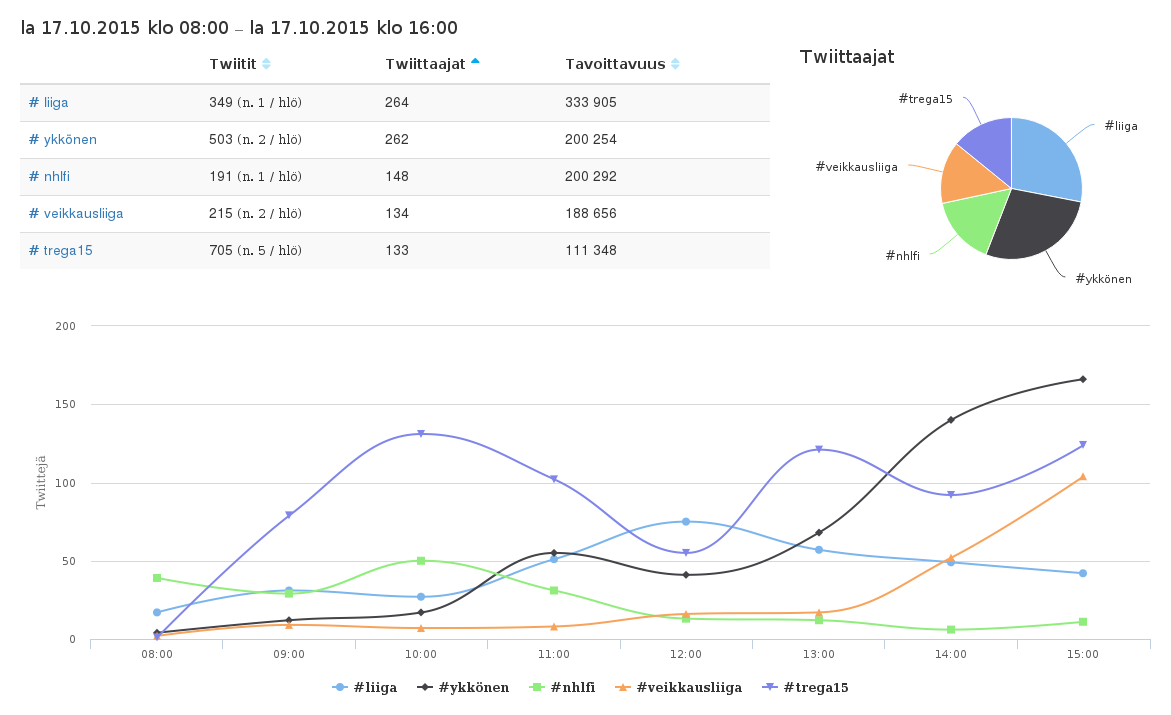 la 17.10.2015 klo 08:00 – la 17.10.2015 klo 16:00
Twiitit Twiittaajat Tavoittavuus
# liiga 349 (n. 1 / hlö) 264 333 905
# ykkönen 503 (n. 2 / hlö) 262 200 254
# nhlfi 191 (n. 1 / hlö) 148 200 292
# veikkausliiga 215 (n. 2 / hlö) 134 188 656
# trega15 705 (n. 5 / hlö) 133 111 348
Twiittaajat
#trega15
#liiga
#veikkausliiga
#nhlfi
#ykkönen
200
150
100
50
0
Twiittejä
08:00 09:00 10:00 11:00 12:00 13:00 14:00 15:00
#liiga #ykkönen #nhlfi #veikkausliiga #trega15